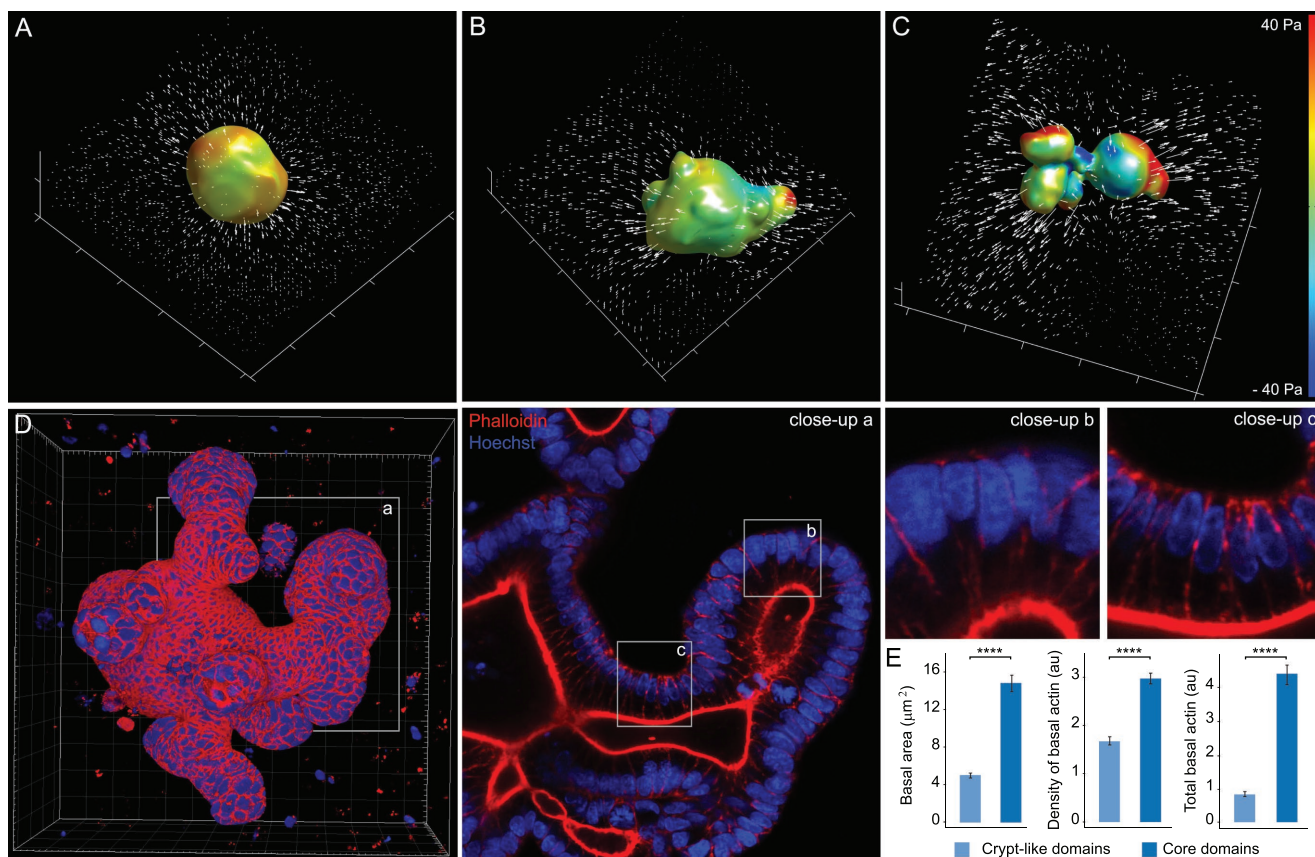 A
B
C
40 Pa
- 40 Pa
D
a
Phalloidin
Hoechst
close-up a
b
c
close-up b
close-up c
E
****
16
12
8
4
0
Basal area (μm²)
****
3
2
1
0
Density of basal actin (au)
****
4
3
2
1
0
Total basal actin (au)
Crypt-like domains
Core domains